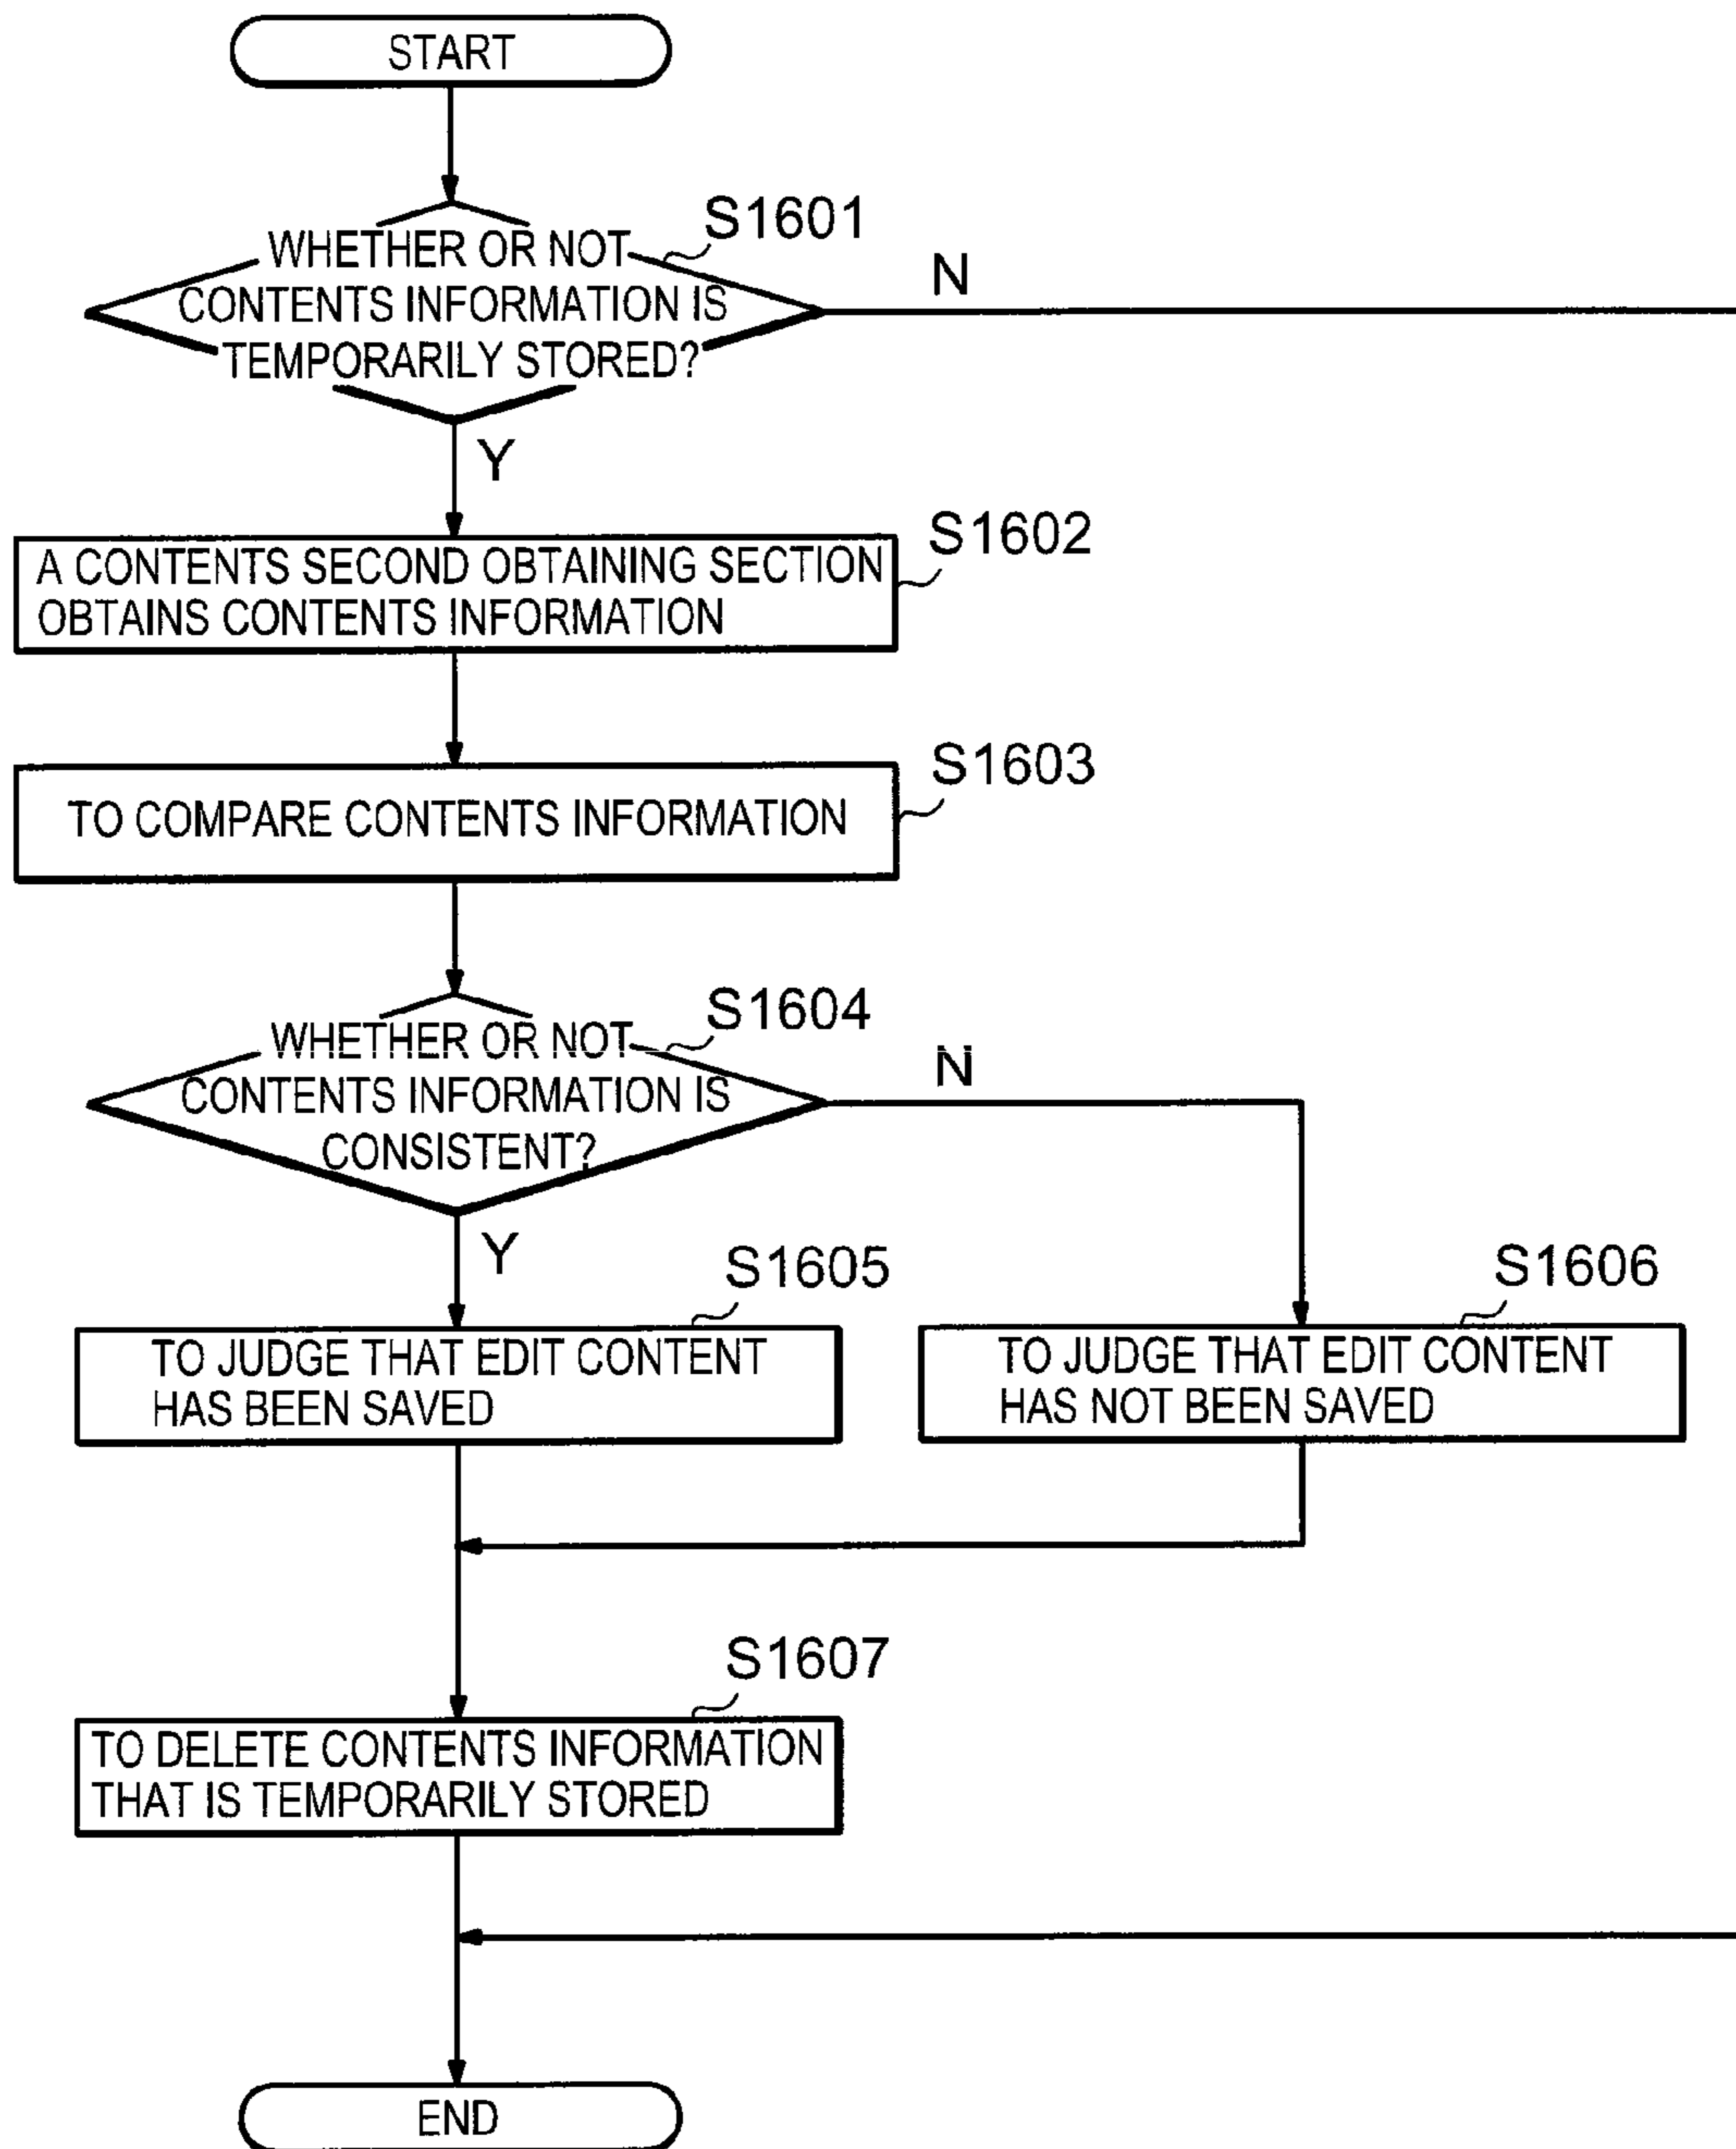 START
S1601
WHETHER OR NOT
CONTENTS INFORMATION IS
TEMPORARILY STORED?
N
Y
S1602
A CONTENTS SECOND OBTAINING SECTION
OBTAINS CONTENTS INFORMATION
S1603
TO COMPARE CONTENTS INFORMATION
S1604
WHETHER OR NOT
CONTENTS INFORMATION IS
CONSISTENT?
N
Y
S1605
TO JUDGE THAT EDIT CONTENT
HAS BEEN SAVED
S1606
TO JUDGE THAT EDIT CONTENT
HAS NOT BEEN SAVED
S1607
TO DELETE CONTENTS INFORMATION
THAT IS TEMPORARILY STORED
END